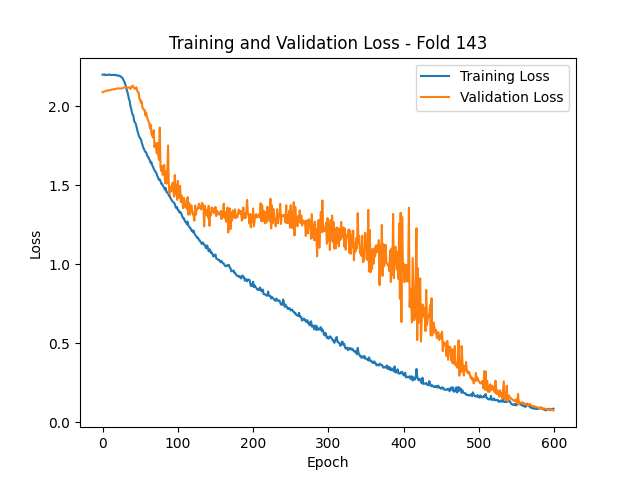 Training and Validation Loss - Fold 143
Training Loss
Validation Loss
2.0
1.5
1.0
0.5
0.0
Loss
0 100 200 300 400 500 600
Epoch